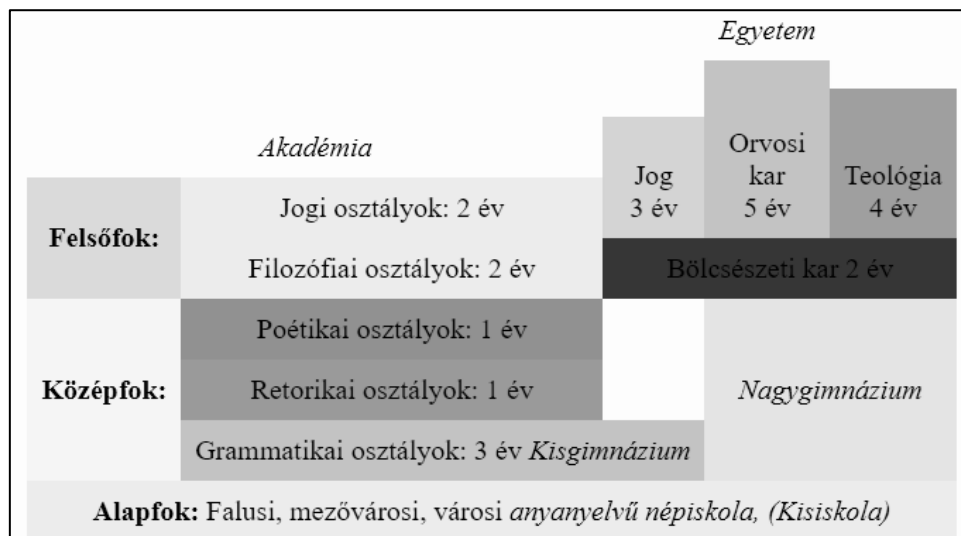 Egyetem
Akadémia
Jog
3 év
Orvosi
kar
5 év
Teológia
4 év
Felsőfok:
Jogi osztályok: 2 év
Filozófiai osztályok: 2 év
Bölcsészeti kar 2 év
Középfok:
Poétikai osztályok: 1 év
Retorikai osztályok: 1 év
Nagygimnázium
Grammatikai osztályok: 3 év Kisgimnázium
Alapfok: Falusi, mezővárosi, városi anyanyelvű népiskola, (Kisiskola)